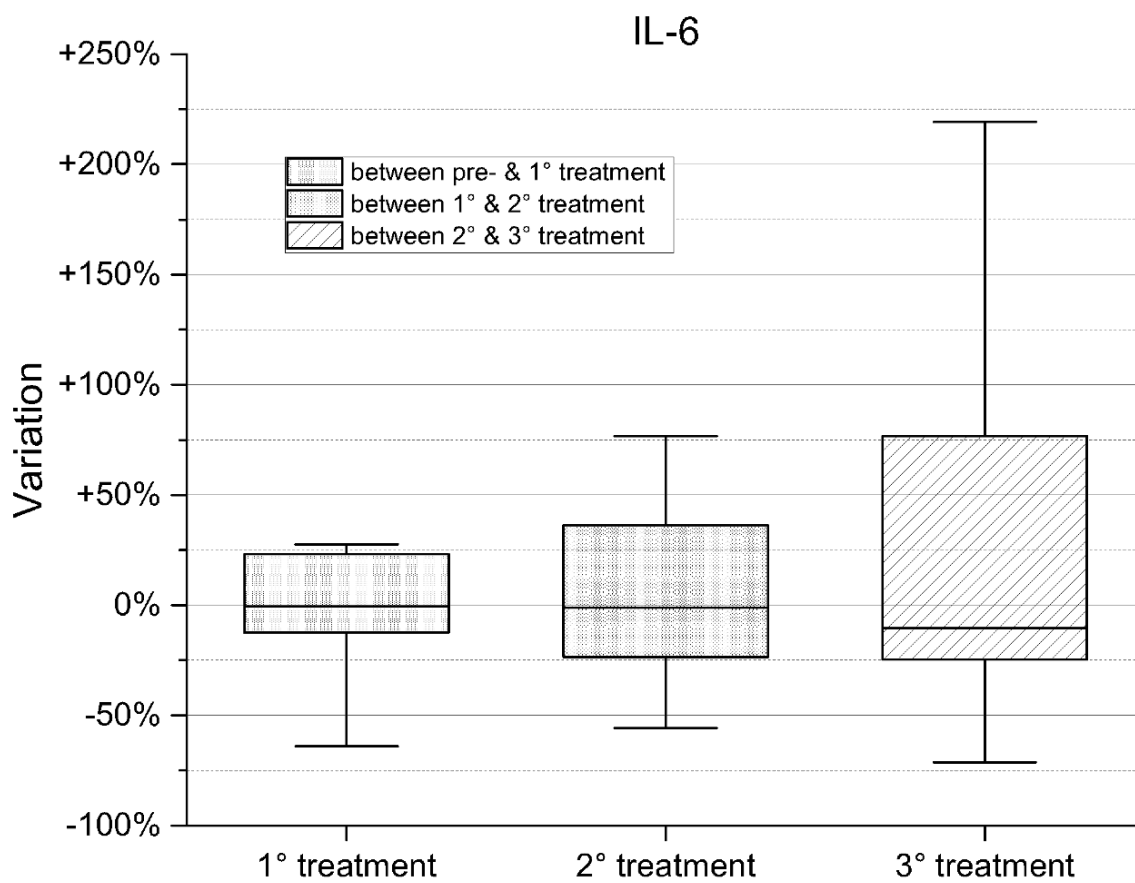 IL-6
+250%
+200%
+150%
+100%
+50%
0%
-50%
-100%
Variation
between pre- & 1° treatment
between 1° & 2° treatment
between 2° & 3° treatment
1° treatment
2° treatment
3° treatment